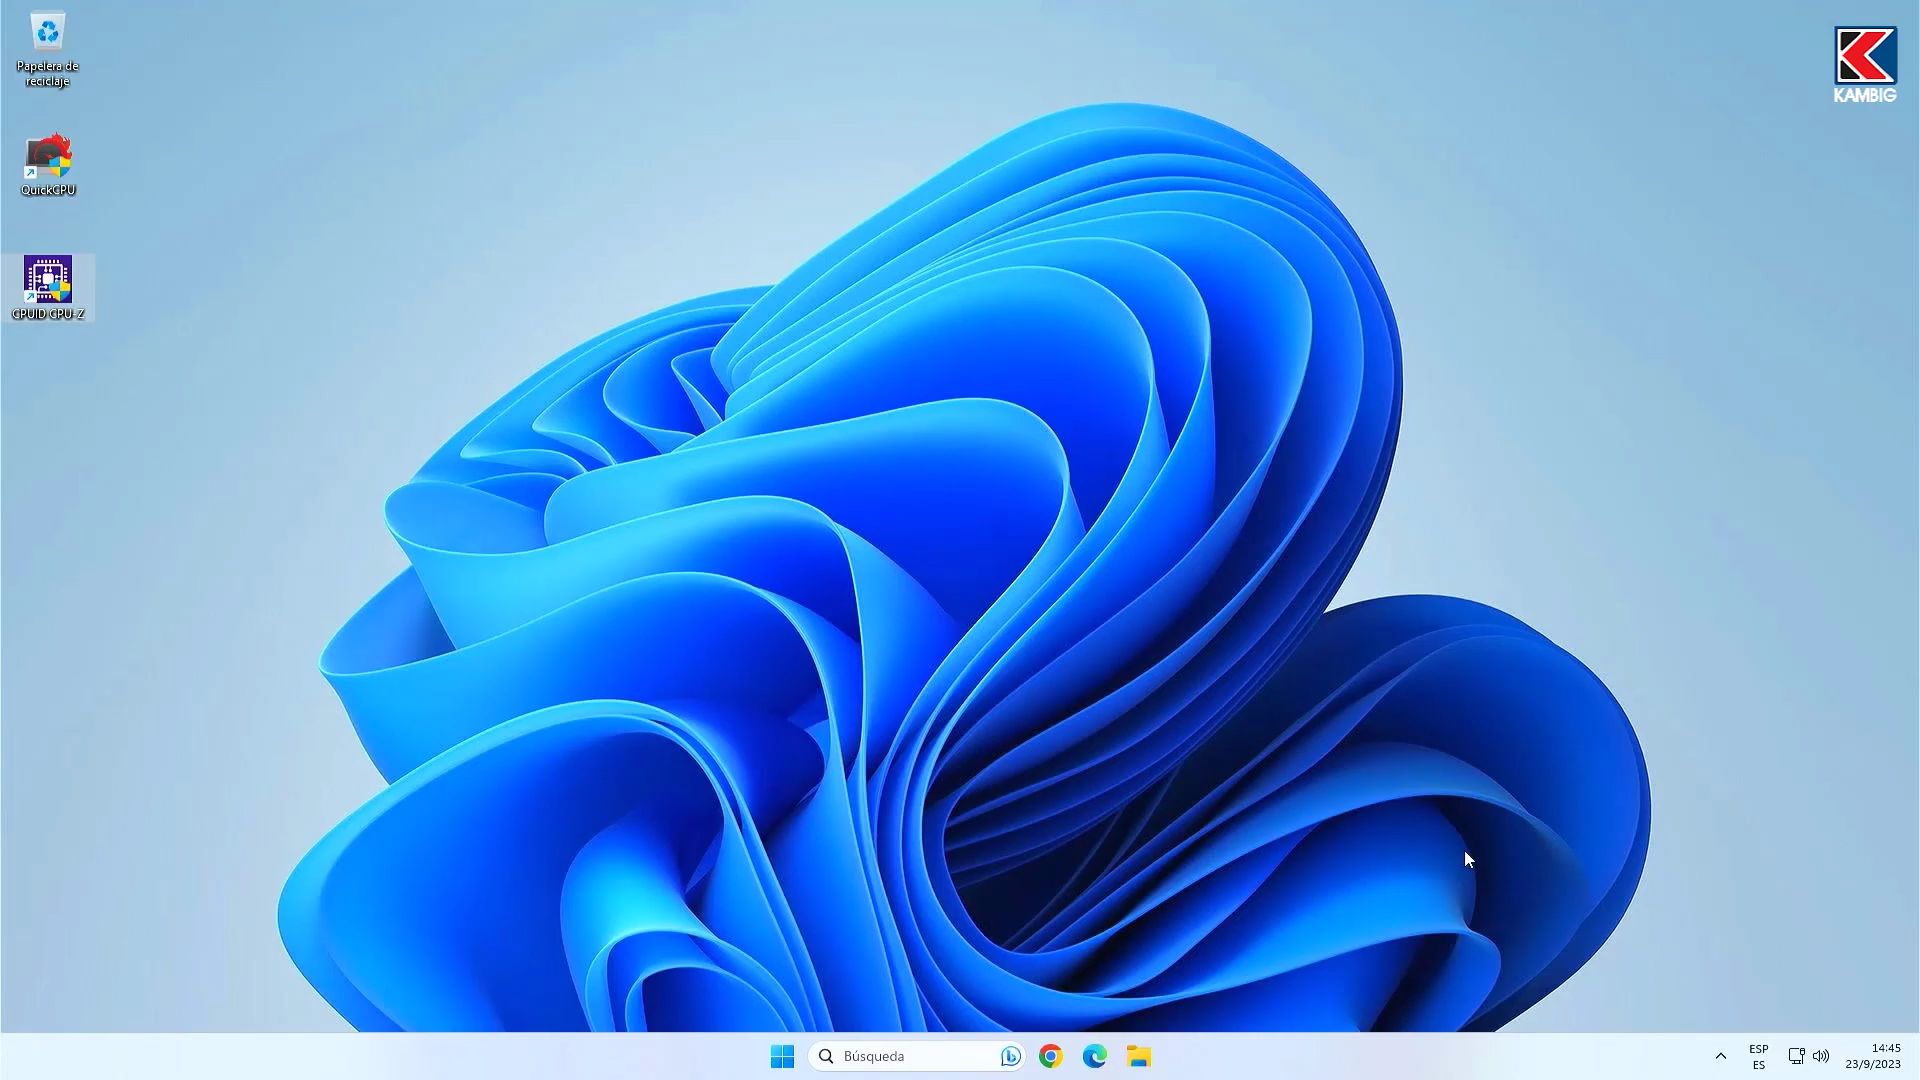 Papelera de
reciclaje
KAMBIG
QuickCPU
CPUID CPU-Z
Búsqueda
ESP
ES
14:45
23/9/2023